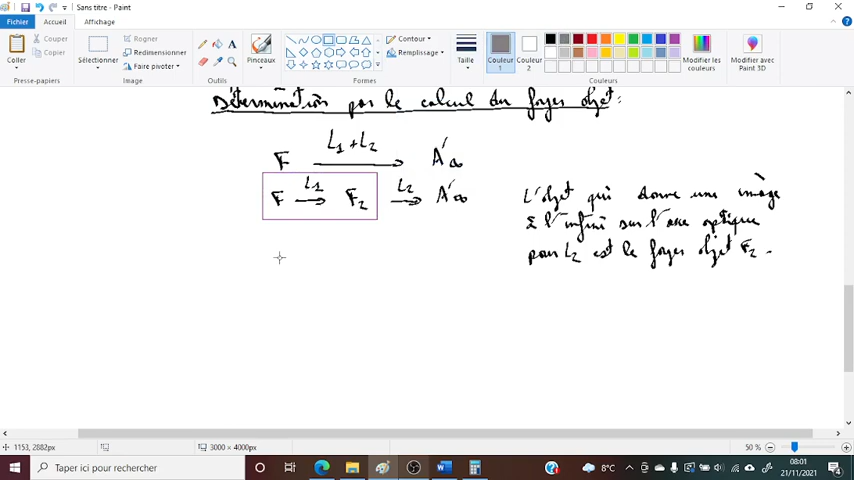 Sans titre - Paint
Fichier Accueil Affichage
Coller
Couper
Copier
Presse-papiers
Sélectionner
Rogner
Redimensionner
Faire pivoter
Image
Outils
Pinceaux
Contour
Remplissage
Formes
Taille
Couleur 1
Couleur 2
Couleurs
Modifier les couleurs
Modifier avec Paint 3D
Détermination par le calcul du foyer objet :
L1+L2
F A'∞
L1 L2
F F2 A'∞
L'objet qui donne une image
à l'infini sur l'axe optique
pour L2 est le foyer objet F2.
1153, 2882px
3000 × 4000px
50 %
Taper ici pour rechercher
8°C
08:01
21/11/2021
4